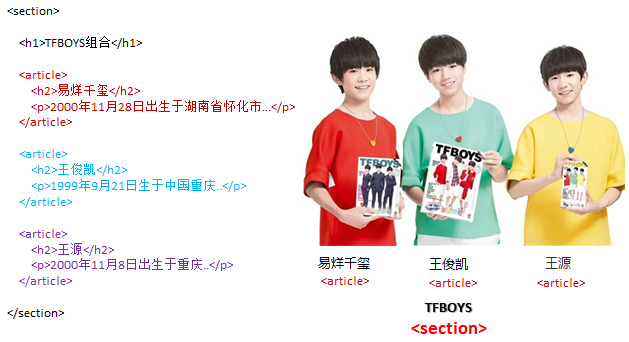 <section>
<h1>TFBOYS组合</h1>
<article>
<h2>易烊千玺</h2>
<p>2000年11月28日出生于湖南省怀化市...</p>
</article>
<article>
<h2>王俊凯</h2>
<p>1999年9月21日生于中国重庆..</p>
</article>
<article>
<h2>王源</h2>
<p>2000年11月8日出生于重庆..</p>
</article>
</section>
TFBOYS
TFBOYS
易烊千玺
王俊凯
王源
<article>
<article>
<article>
TFBOYS
<section>